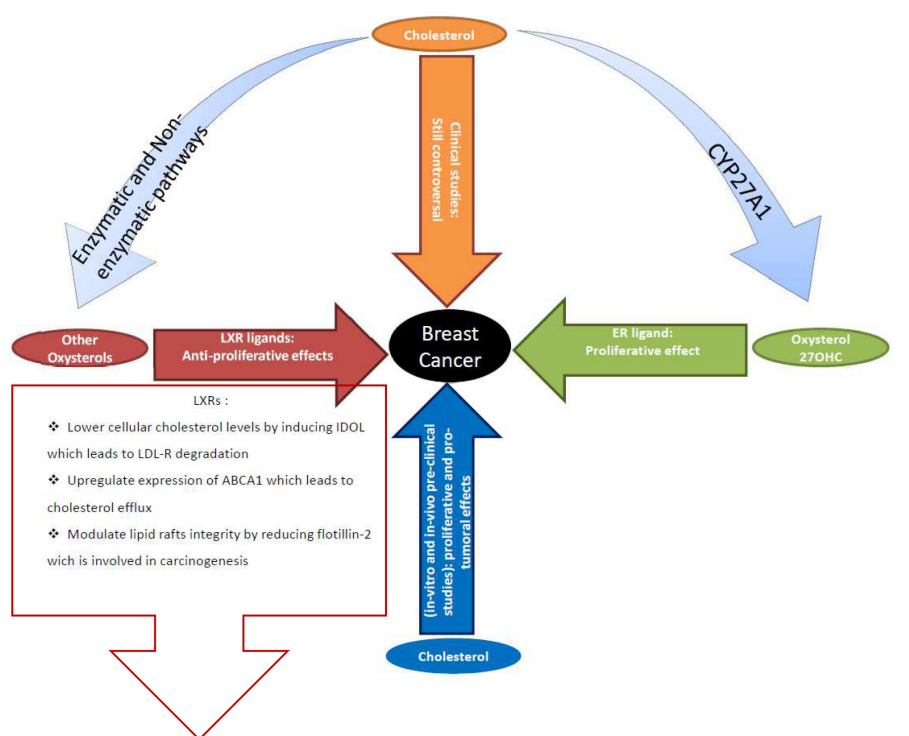 Cholesterol
Enzymatic and Non-
enzymatic pathways
Clinical studies:
Still controversal
CYP27A1
Other
Oxysterols
LXR ligands:
Anti-proliferative effects
Breast
Cancer
ER ligand:
Proliferative effect
Oxysterol
27OHC
LXRs :
❖ Lower cellular cholesterol levels by inducing IDOL
which leads to LDL-R degradation
❖ Upregulate expression of ABCA1 which leads to
cholesterol efflux
❖ Modulate lipid rafts integrity by reducing flotillin-2
wich is involved in carcinogenesis
(in-vitro and in-vivo pre-clinical
studies): proliferative and pro-
tumoral effects
Cholesterol